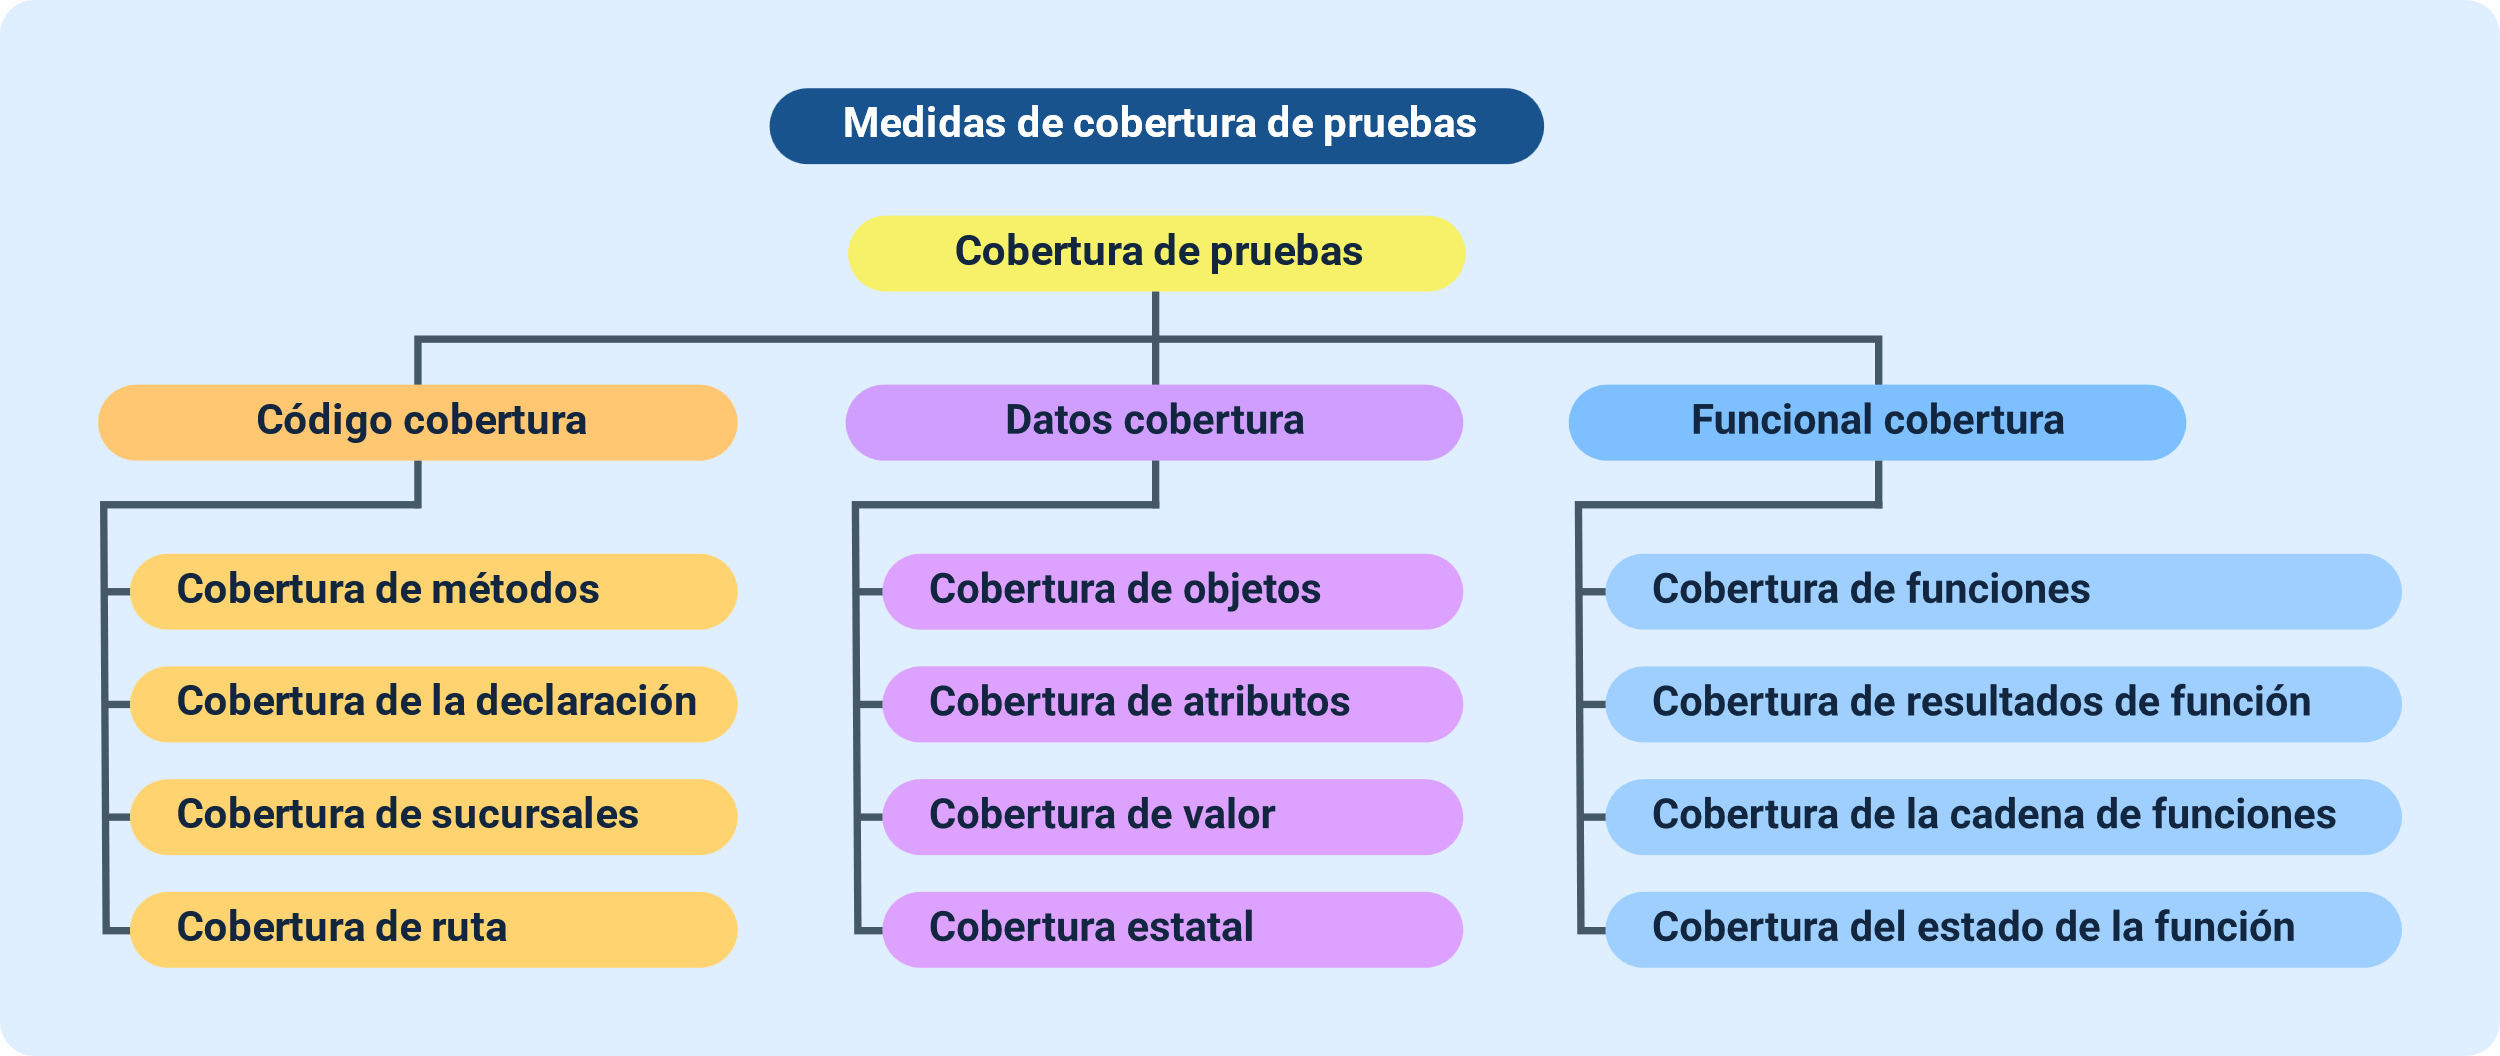 Medidas de cobertura de pruebas
Cobertura de pruebas
Código cobertura
Datos cobertura
Funcional cobertura
Cobertura de métodos
Cobertura de la declaración
Cobertura de sucursales
Cobertura de ruta
Cobertura de objetos
Cobertura de atributos
Cobertura de valor
Cobertura estatal
Cobertura de funciones
Cobertura de resultados de función
Cobertura de la cadena de funciones
Cobertura del estado de la función